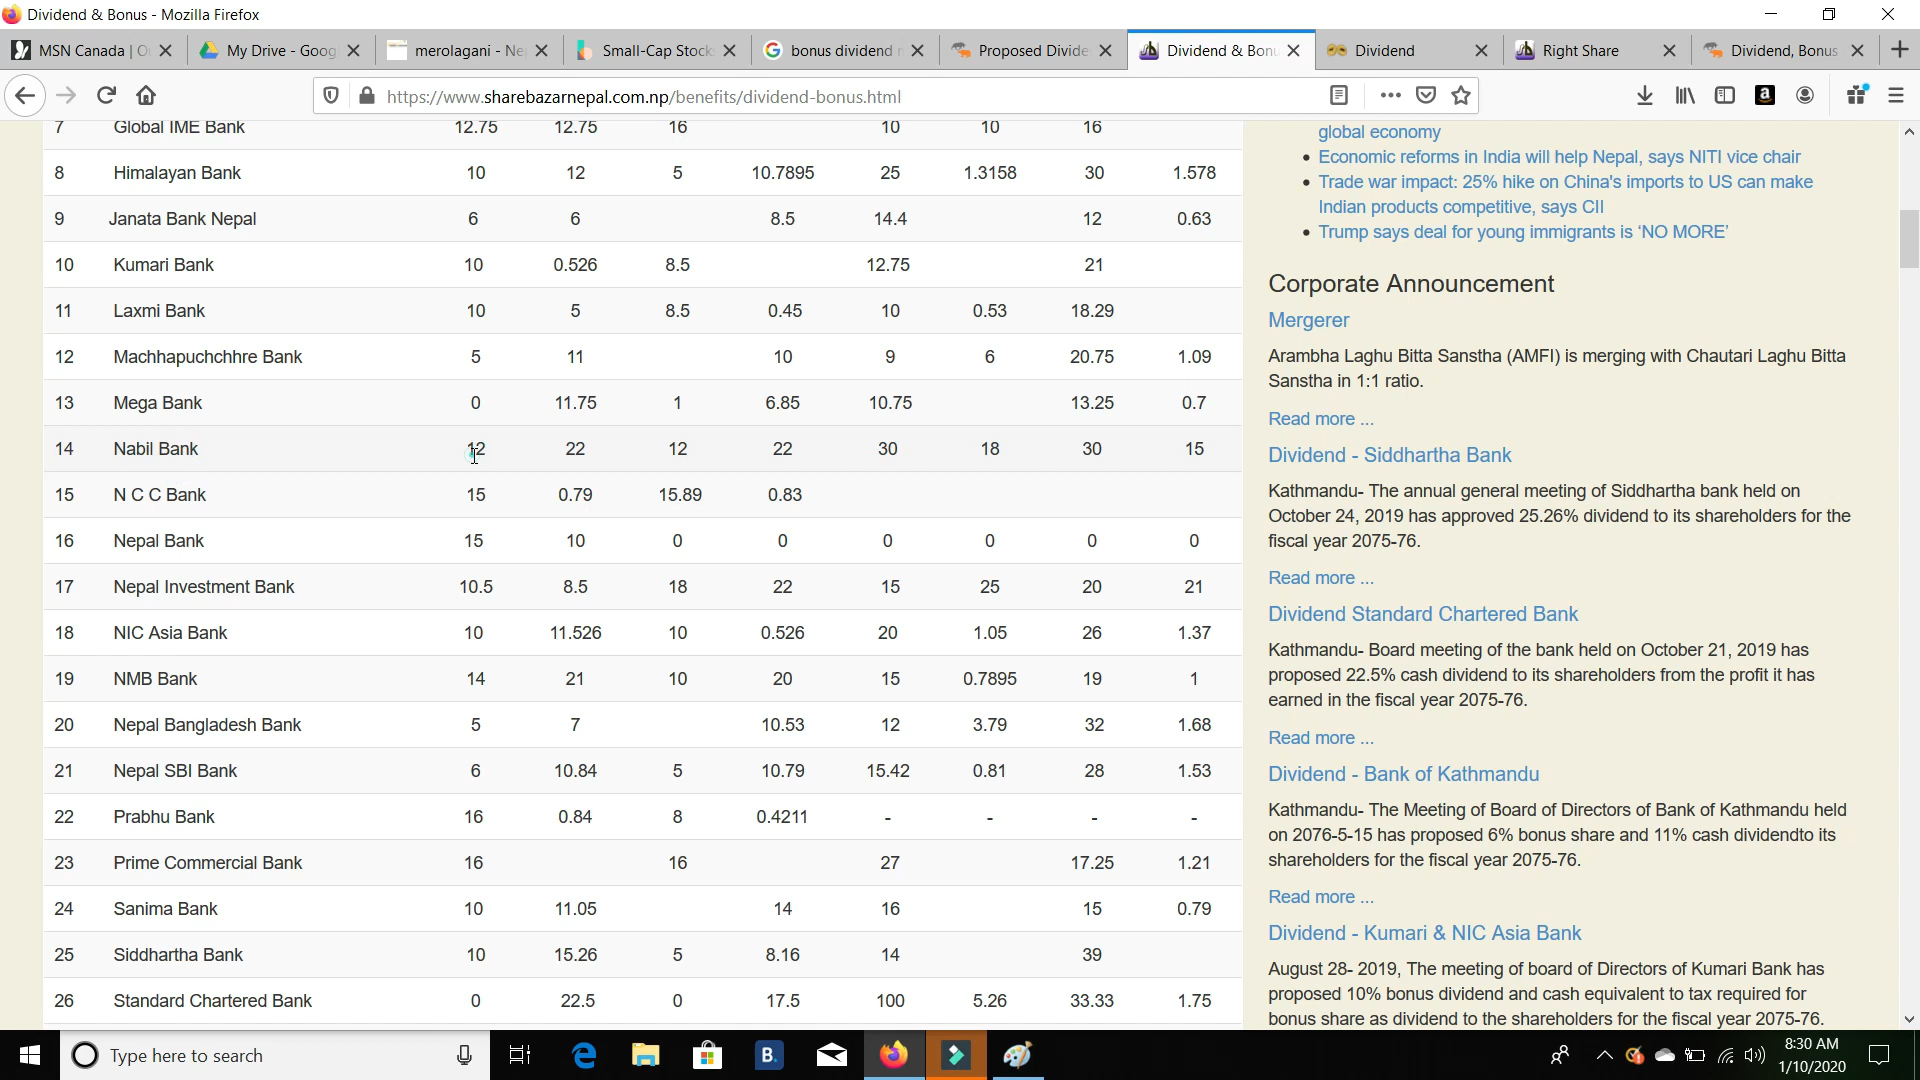 Dividend & Bonus - Mozilla Firefox
MSN Canada | O
My Drive - Goog
merolagani - Ne
Small-Cap Stock
bonus dividend
Proposed Divide
Dividend & Bon
Dividend
Right Share
Dividend, Bonus
https://www.sharebazarnepal.com.np/benefits/dividend-bonus.html
7 Global IME Bank 12.75 12.75 16 10 10 16
8 Himalayan Bank 10 12 5 10.7895 25 1.3158 30 1.578
9 Janata Bank Nepal 6 6 8.5 14.4 12 0.63
10 Kumari Bank 10 0.526 8.5 12.75 21
11 Laxmi Bank 10 5 8.5 0.45 10 0.53 18.29
12 Machhapuchchhre Bank 5 11 10 9 6 20.75 1.09
13 Mega Bank 0 11.75 1 6.85 10.75 13.25 0.7
14 Nabil Bank 12 22 12 22 30 18 30 15
15 N C C Bank 15 0.79 15.89 0.83
16 Nepal Bank 15 10 0 0 0 0 0 0
17 Nepal Investment Bank 10.5 8.5 18 22 15 25 20 21
18 NIC Asia Bank 10 11.526 10 0.526 20 1.05 26 1.37
19 NMB Bank 14 21 10 20 15 0.7895 19 1
20 Nepal Bangladesh Bank 5 7 10.53 12 3.79 32 1.68
21 Nepal SBI Bank 6 10.84 5 10.79 15.42 0.81 28 1.53
22 Prabhu Bank 16 0.84 8 0.4211 - - - -
23 Prime Commercial Bank 16 16 27 17.25 1.21
24 Sanima Bank 10 11.05 14 16 15 0.79
25 Siddhartha Bank 10 15.26 5 8.16 14 39
26 Standard Chartered Bank 0 22.5 0 17.5 100 5.26 33.33 1.75
global economy
• Economic reforms in India will help Nepal, says NITI vice chair
• Trade war impact: 25% hike on China's imports to US can make
Indian products competitive, says CII
• Trump says deal for young immigrants is ‘NO MORE’
Corporate Announcement
Mergerer
Arambha Laghu Bitta Sanstha (AMFI) is merging with Chautari Laghu Bitta
Sanstha in 1:1 ratio.
Read more ...
Dividend - Siddhartha Bank
Kathmandu- The annual general meeting of Siddhartha bank held on
October 24, 2019 has approved 25.26% dividend to its shareholders for the
fiscal year 2075-76.
Read more ...
Dividend Standard Chartered Bank
Kathmandu- Board meeting of the bank held on October 21, 2019 has
proposed 22.5% cash dividend to its shareholders from the profit it has
earned in the fiscal year 2075-76.
Read more ...
Dividend - Bank of Kathmandu
Kathmandu- The Meeting of Board of Directors of Bank of Kathmandu held
on 2076-5-15 has proposed 6% bonus share and 11% cash dividendto its
shareholders for the fiscal year 2075-76.
Read more ...
Dividend - Kumari & NIC Asia Bank
August 28- 2019, The meeting of board of Directors of Kumari Bank has
proposed 10% bonus dividend and cash equivalent to tax required for
bonus share as dividend to the shareholders for the fiscal year 2075-76.
Type here to search
B.
8:30 AM
1/10/2020